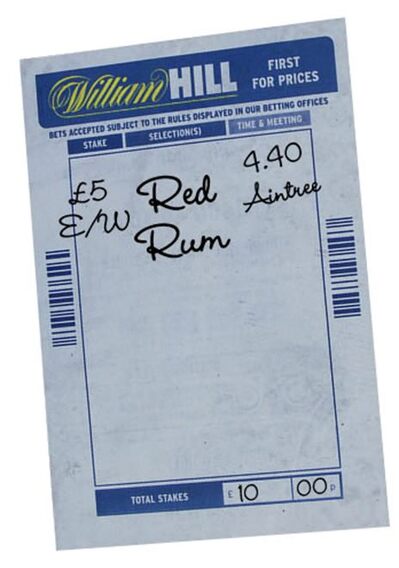 William HILL FIRST FOR PRICES
BETS ACCEPTED SUBJECT TO THE RULES DISPLAYED IN OUR BETTING OFFICES
STAKE SELECTION(S) TIME & MEETING
£5 E/W Red Rum 4.40 Aintree
TOTAL STAKES £ 10 00 P